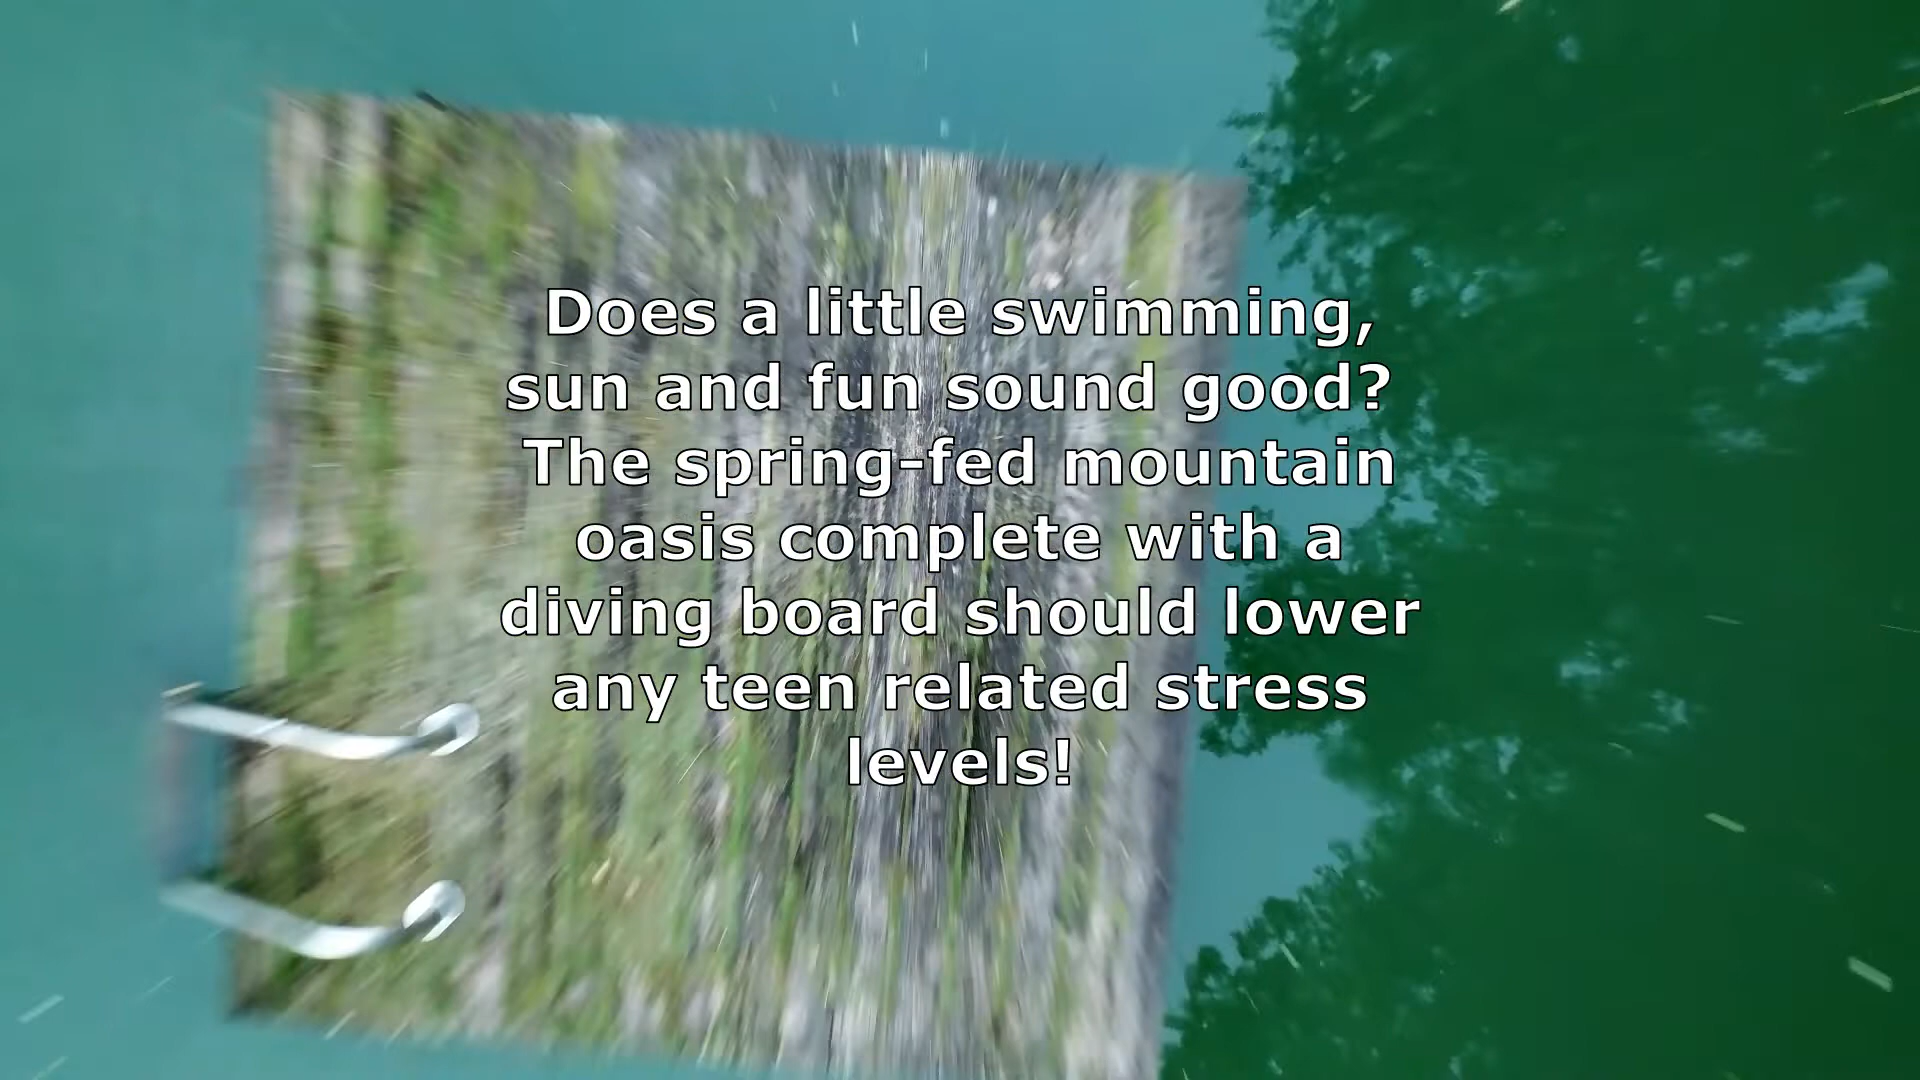 Does a little swimming,
sun and fun sound good?
The spring-fed mountain
oasis complete with a
diving board should lower
any teen related stress
levels!